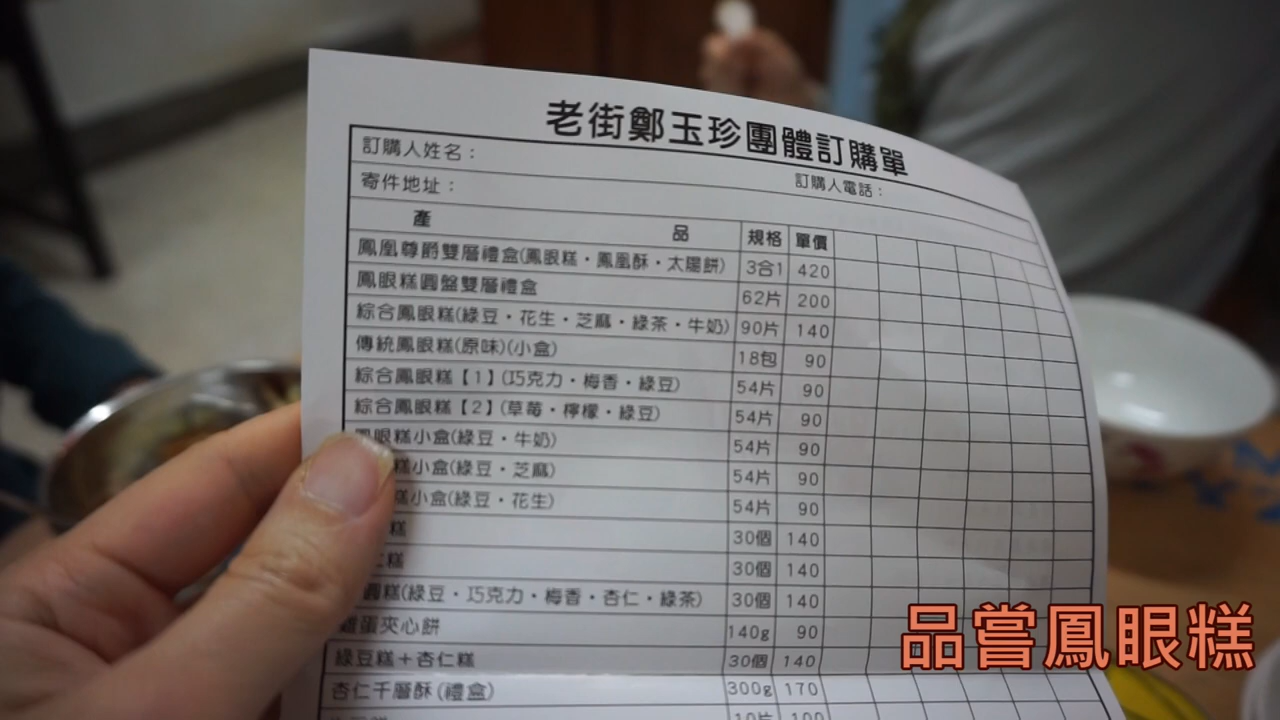 老街鄭玉珍團體訂購單
訂購人姓名： 訂購人電話：
寄件地址：
產 品 規格 單價
鳳凰尊爵雙層禮盒(鳳眼糕・鳳凰酥・太陽餅) 3合1 420
鳳眼糕圓盤雙層禮盒 62片 200
綜合鳳眼糕(綠豆・花生・芝麻・綠茶・牛奶) 90片 140
傳統鳳眼糕(原味)(小盒) 18包 90
綜合鳳眼糕【1】(巧克力・梅香・綠豆) 54片 90
綜合鳳眼糕【2】(草莓・檸檬・綠豆) 54片 90
眼糕小盒(綠豆・牛奶) 54片 90
糕小盒(綠豆・芝麻) 54片 90
糕小盒(綠豆・花生) 54片 90
糕 30個 140
糕 30個 140
圓糕(綠豆・巧克力・梅香・杏仁・綠茶) 30個 140
蛋夾心餅 140g 90
綠豆糕＋杏仁糕 30個 140
杏仁千層酥(禮盒) 300g 170
品嘗鳳眼糕